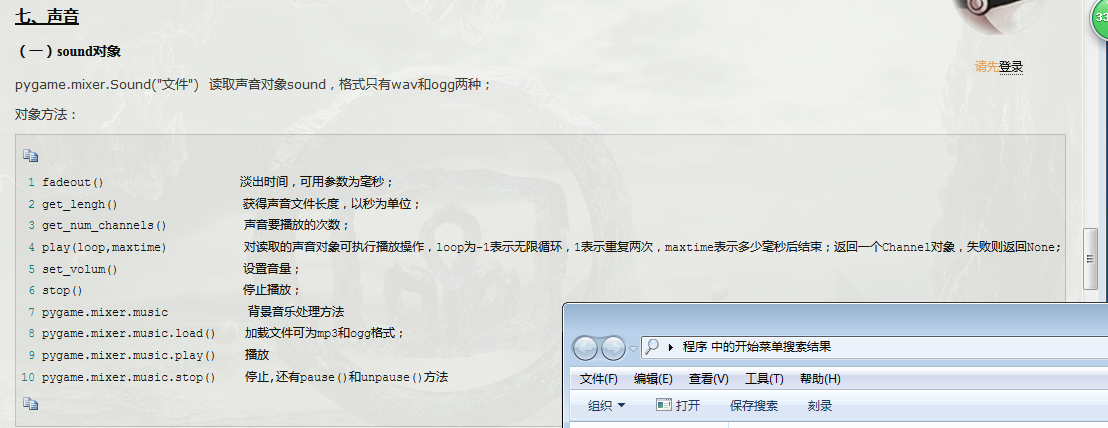 七、声音
33
(一)sound对象
请先登录
pygame.mixer.Sound("文件") 读取声音对象sound，格式只有wav和ogg两种；
对象方法：
1 fadeout() 淡出时间，可用参数为毫秒；
2 get_lengh() 获得声音文件长度，以秒为单位；
3 get_num_channels() 声音要播放的次数；
4 play(loop,maxtime) 对读取的声音对象可执行播放操作，loop为-1表示无限循环，1表示重复两次，maxtime表示多少毫秒后结束；返回一个Channel对象，失败则返回None;
5 set_volum() 设置音量；
6 stop() 停止播放；
7 pygame.mixer.music 背景音乐处理方法
8 pygame.mixer.music.load() 加载文件可为mp3和ogg格式；
9 pygame.mixer.music.play() 播放
10 pygame.mixer.music.stop() 停止,还有pause()和unpause()方法
程序 中的开始菜单搜索结果
文件(F) 编辑(E) 查看(V) 工具(T) 帮助(H)
组织 打开 保存搜索 刻录